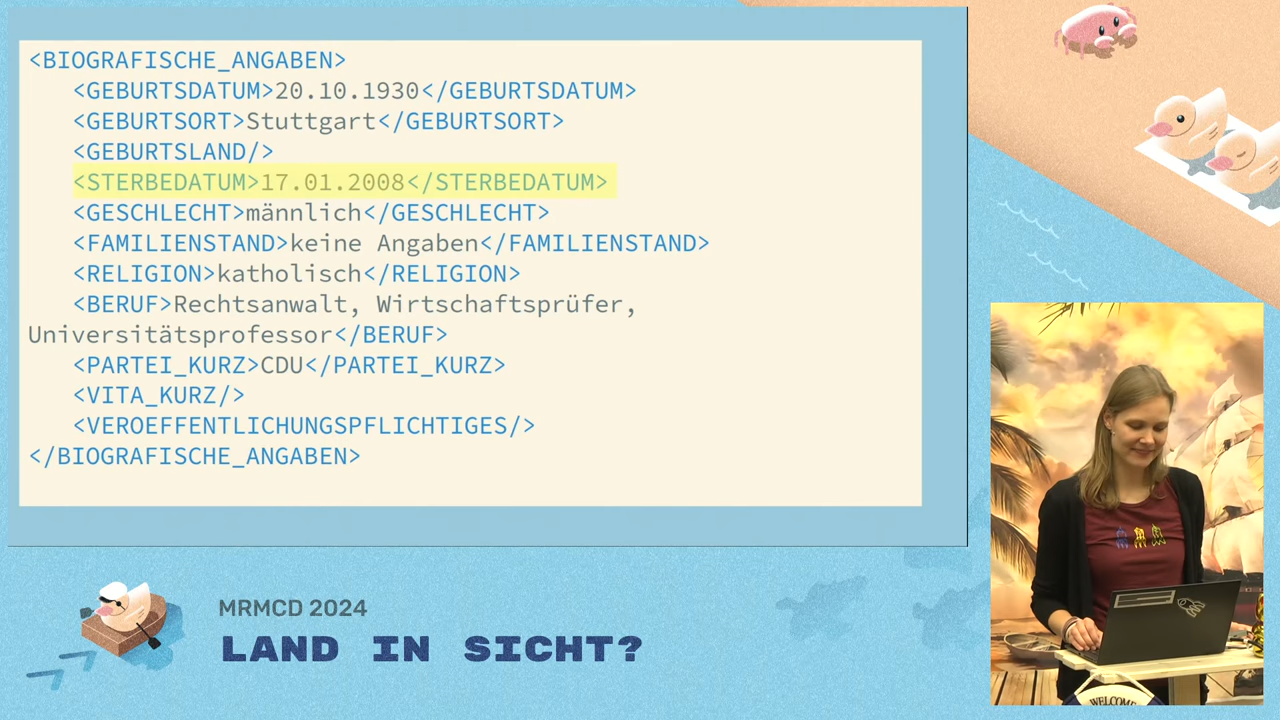 <BIOGRAFISCHE_ANGABEN>
<GEBURTSDATUM>20.10.1930</GEBURTSDATUM>
<GEBURTSORT>Stuttgart</GEBURTSORT>
<GEBURTSLAND/>
<STERBEDATUM>17.01.2008</STERBEDATUM>
<GESCHLECHT>männlich</GESCHLECHT>
<FAMILIENSTAND>keine Angaben</FAMILIENSTAND>
<RELIGION>katholisch</RELIGION>
<BERUF>Rechtsanwalt, Wirtschaftsprüfer,
Universitätsprofessor</BERUF>
<PARTEI_KURZ>CDU</PARTEI_KURZ>
<VITA_KURZ/>
<VEROEFFENTLICHUNGSPFLICHTIGES/>
</BIOGRAFISCHE_ANGABEN>
MRMCD 2024
LAND IN SICHT?
WELCOME